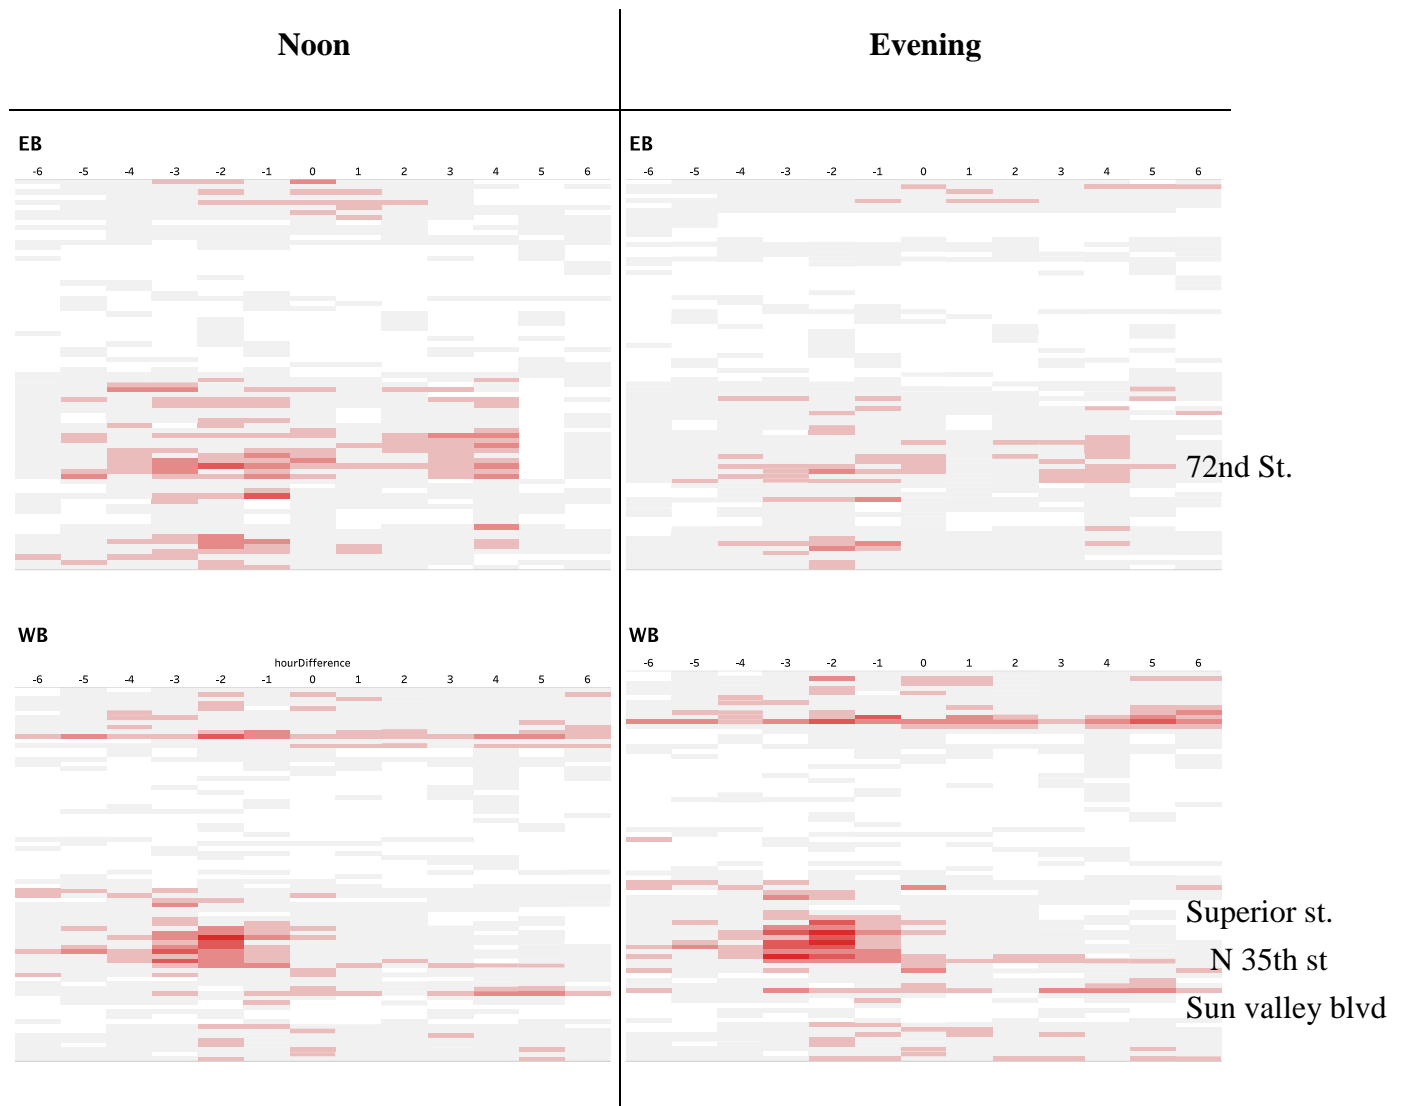 Noon
Evening
EB
-6 -5 -4 -3 -2 -1 0 1 2 3 4 5 6
EB
-6 -5 -4 -3 -2 -1 0 1 2 3 4 5 6
72nd St.
WB
hourDifference
-6 -5 -4 -3 -2 -1 0 1 2 3 4 5 6
WB
-6 -5 -4 -3 -2 -1 0 1 2 3 4 5 6
Superior st.
N 35th st
Sun valley blvd